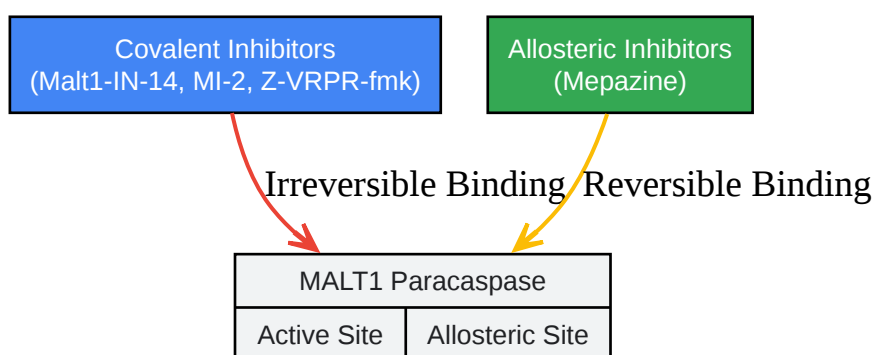 Covalent Inhibitors
(Malt1-IN-14, MI-2, Z-VRPR-fmk)
Allosteric Inhibitors
(Mepazine)
Irreversible Binding
Reversible Binding
MALT1 Paracaspase
Active Site
Allosteric Site